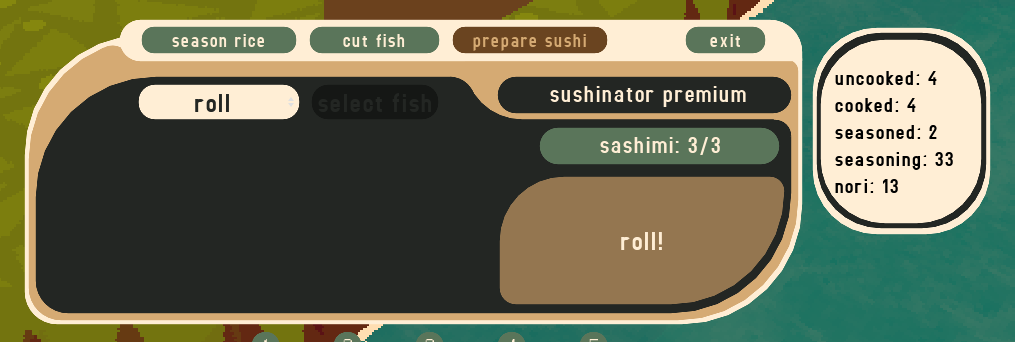 season rice cut fish prepare sushi exit
roll select fish sushinator premium
sashimi: 3/3
roll!
uncooked: 4
cooked: 4
seasoned: 2
seasoning: 33
nori: 13